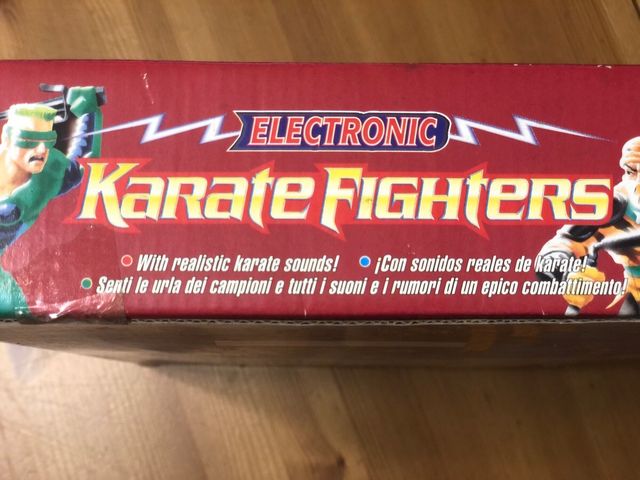 ELECTRONIC
KARATE FIGHTERS
With realistic karate sounds! ¡Con sonidos reales de karate!
Senti le urla dei campioni e tutti i suoni e i rumori di un epico combattimento!